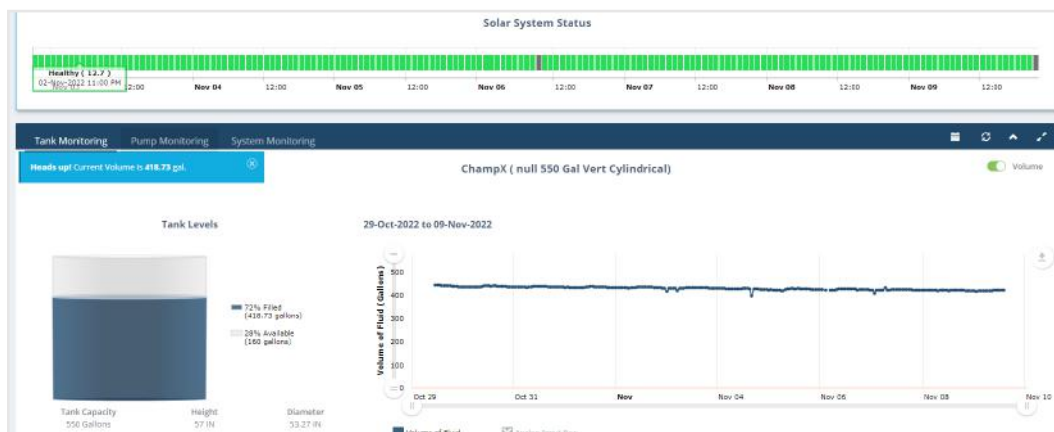 Solar System Status
Healthy ( 12.7 )
02-Nov-2022 11:00 PM
12:00 Nov 04 12:00 Nov 05 12:00 Nov 06 12:00 Nov 07 12:00 Nov 08 12:00 Nov 09 12:00
Tank Monitoring Pump Monitoring System Monitoring
Heads up! Current Volume is 418.73 gal.
ChampX ( null 550 Gal Vert Cylindrical)
Volume
Tank Levels
29-Oct-2022 to 09-Nov-2022
72% Filled
(418.73 gallons)
28% Available
(160 gallons)
Volume of Fluid (Gallons)
500
400
300
200
100
0
Oct 29 Oct 31 Nov Nov 04 Nov 06 Nov 08 Nov 10
Tank Capacity Height Diameter
550 Gallons 57 IN 53.27 IN
Volume of Fluid